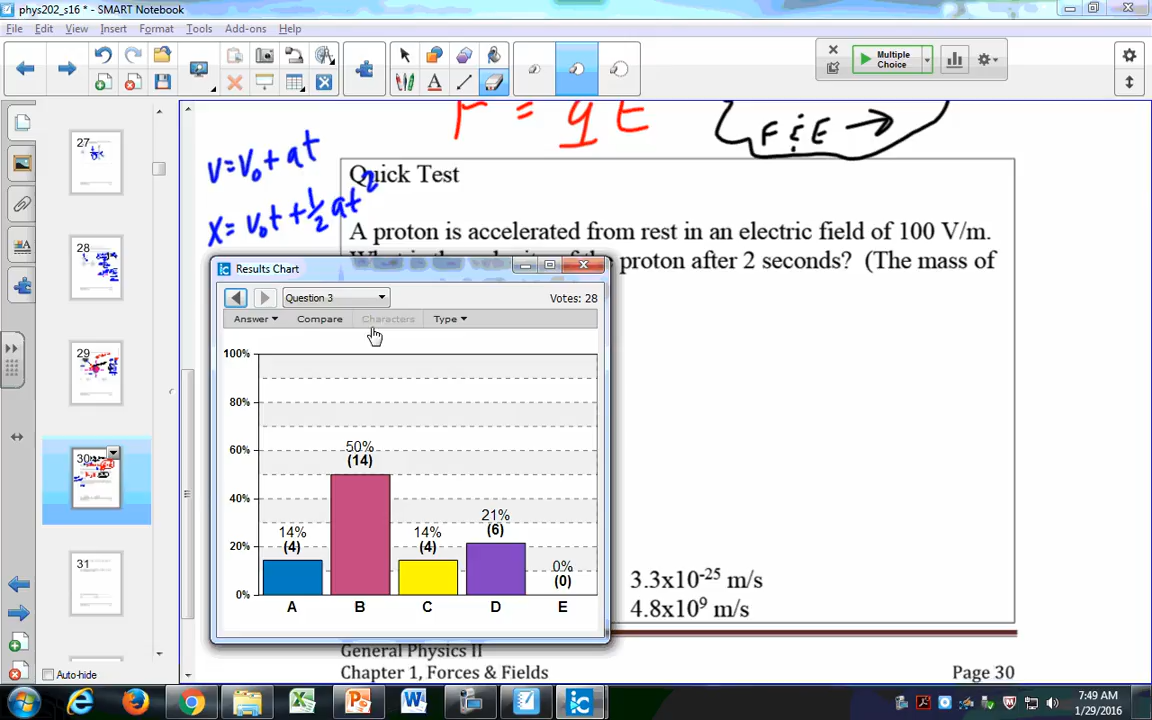 phys202_s16 * - SMART Notebook
File Edit View Insert Format Tools Add-ons Help
Multiple Choice
F = qE
F & E →
V=V₀+at
X=V₀t+½at²
Quick Test
A proton is accelerated from rest in an electric field of 100 V/m.
proton after 2 seconds? (The mass of
27
28
29
30
31
Results Chart
Question 3
Votes: 28
Answer Compare Characters Type
100%
80%
60%
40%
20%
0%
14%
(4)
50%
(14)
14%
(4)
21%
(6)
0%
(0)
A B C D E
3.3x10⁻²⁵ m/s
4.8x10⁹ m/s
General Physics II
Chapter 1, Forces & Fields
Page 30
Auto-hide
7:49 AM
1/29/2016